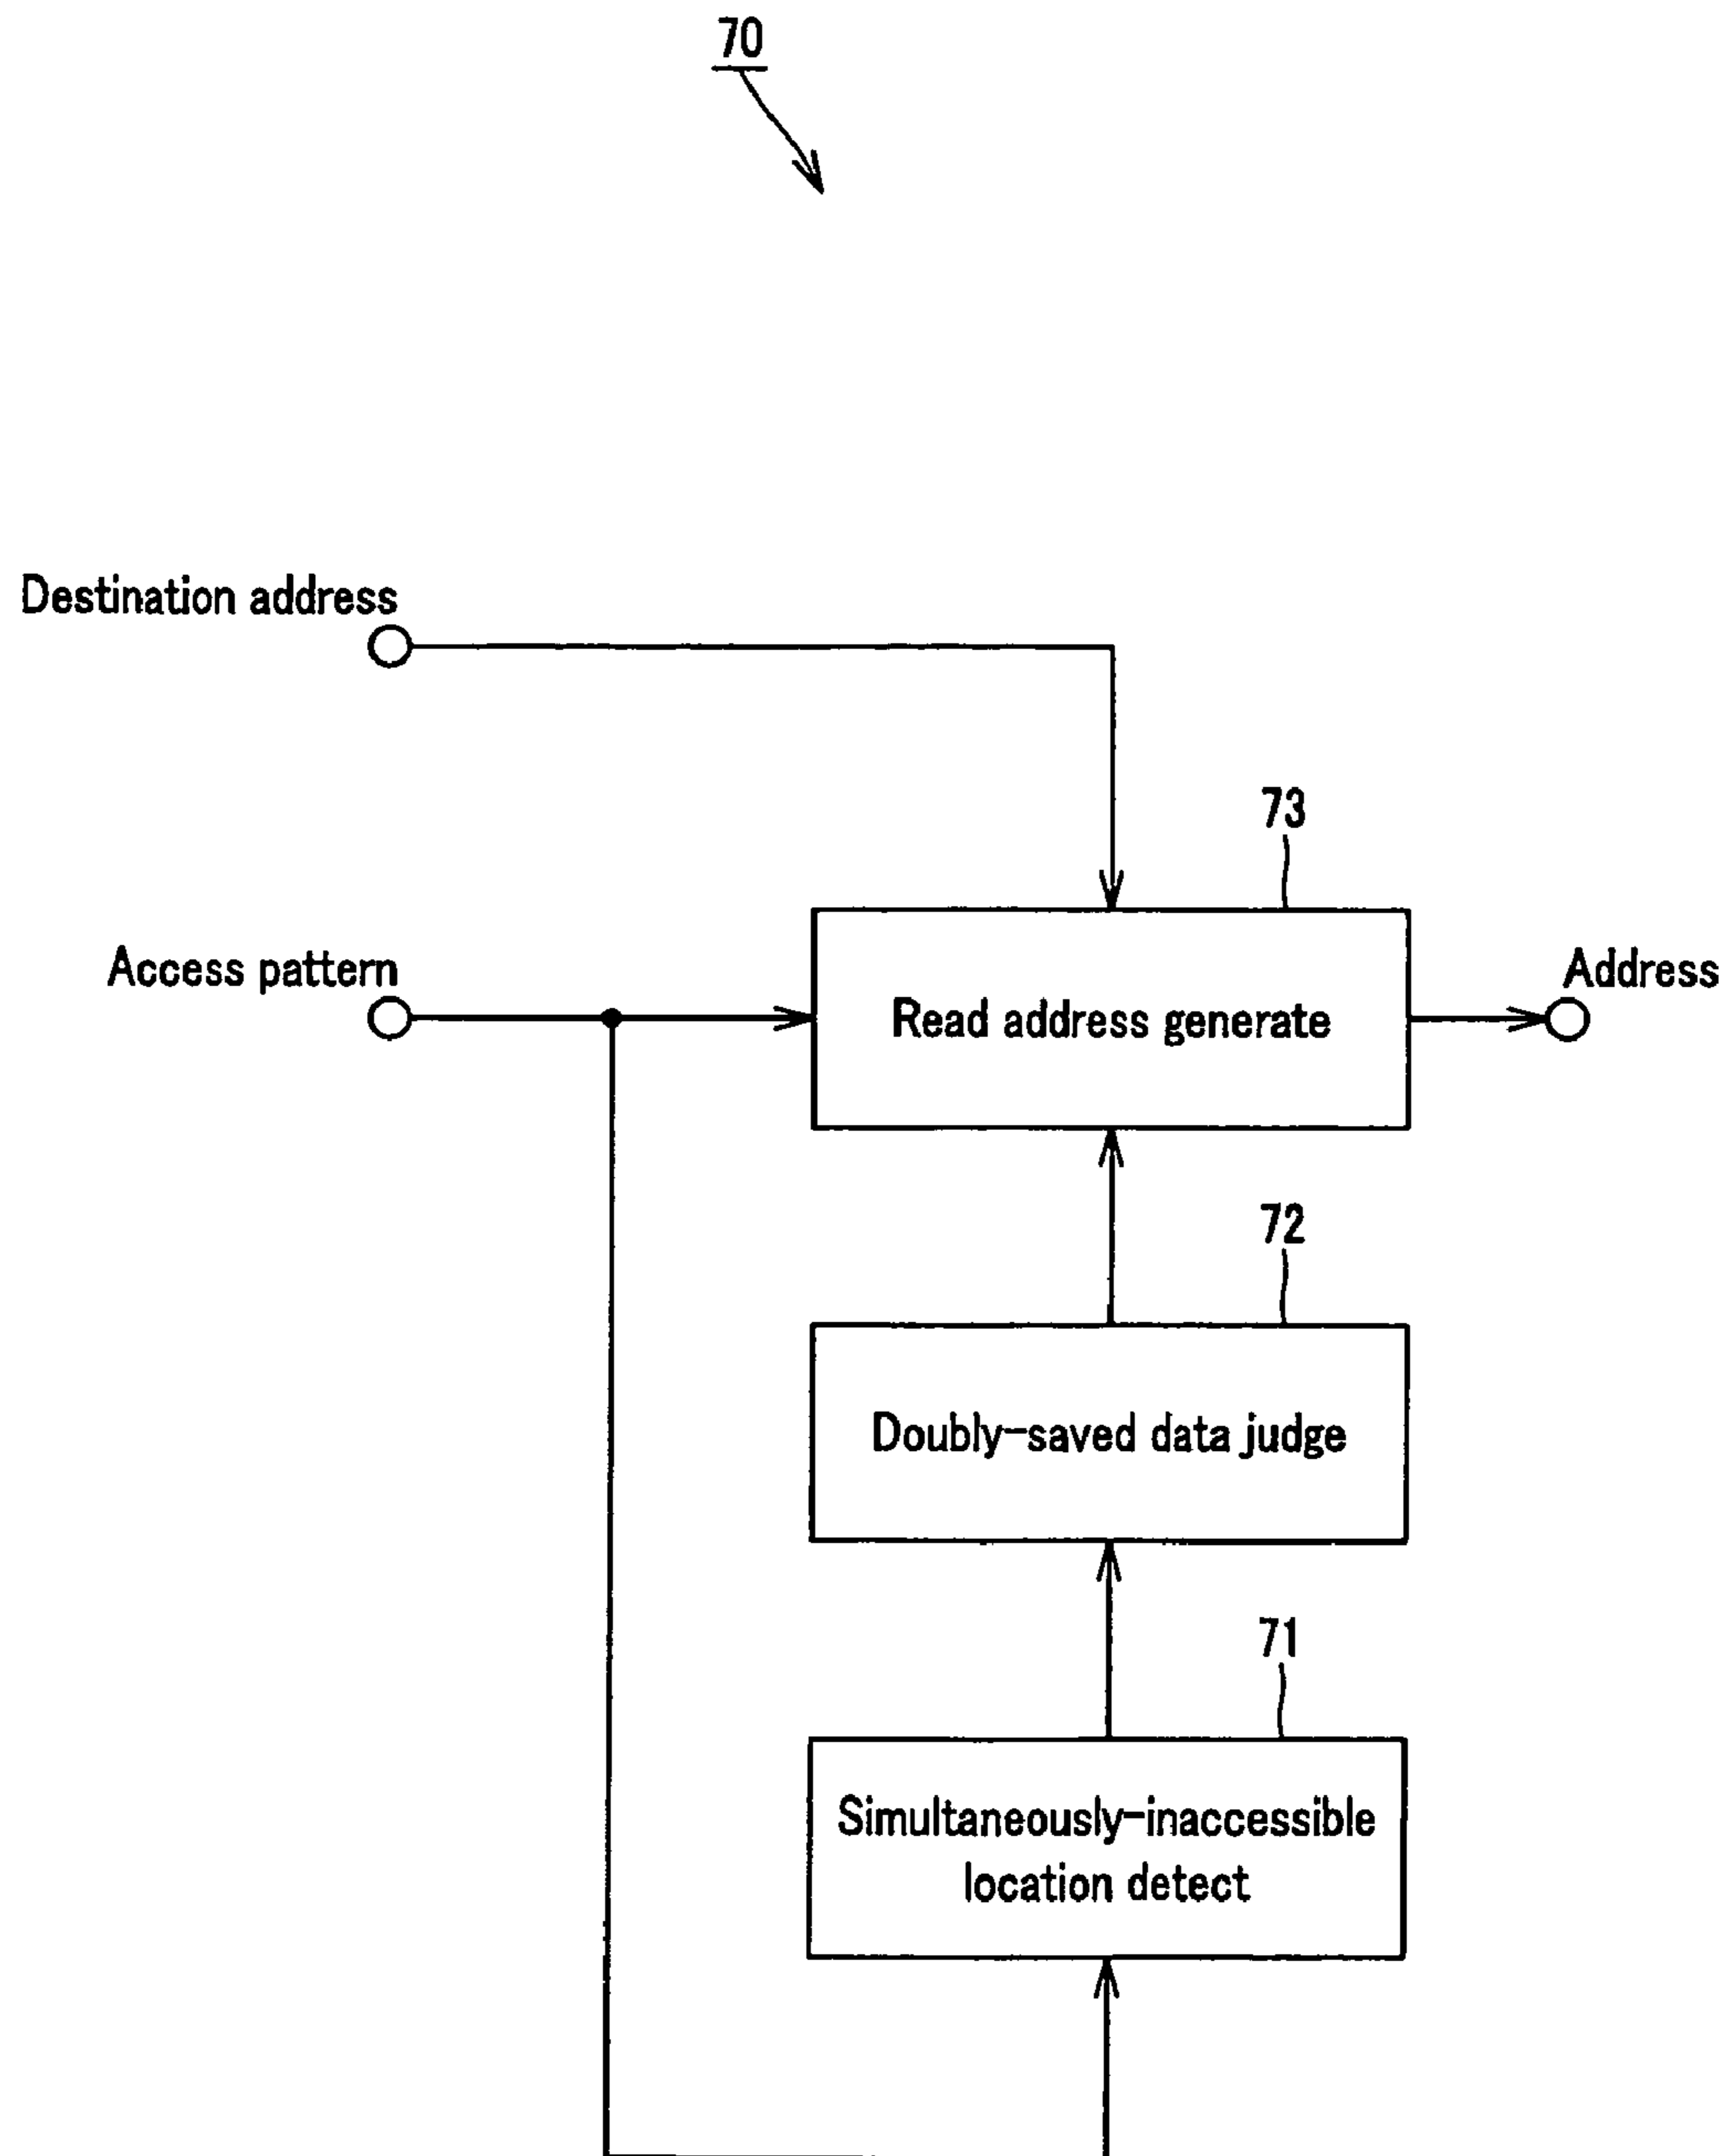 70
Destination address
73
Access pattern
Address
Read address generate
72
Doubly-saved data judge
71
Simultaneously-inaccessible
location detect